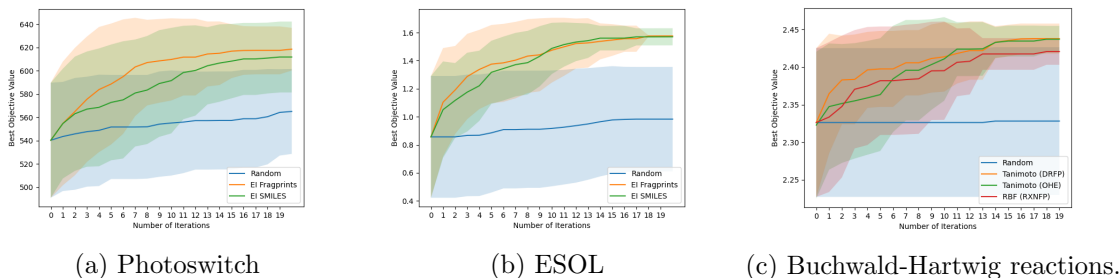 640
620
600
580
560
540
520
500
Best Objective Value
0 1 2 3 4 5 6 7 8 9 10 11 12 13 14 15 16 17 18 19
Number of Iterations
Random
EI Fragprints
EI SMILES
(a) Photoswitch
1.6
1.4
1.2
1.0
0.8
0.6
0.4
Best Objective Value
0 1 2 3 4 5 6 7 8 9 10 11 12 13 14 15 16 17 18 19
Number of Iterations
Random
EI Fragprints
EI SMILES
(b) ESOL
2.45
2.40
2.35
2.30
2.25
Best Objective Value
0 1 2 3 4 5 6 7 8 9 10 11 12 13 14 15 16 17 18 19
Number of Iterations
Random
Tanimoto (DRFP)
Tanimoto (OHE)
RBF (RXNFP)
(c) Buchwald-Hartwig reactions.